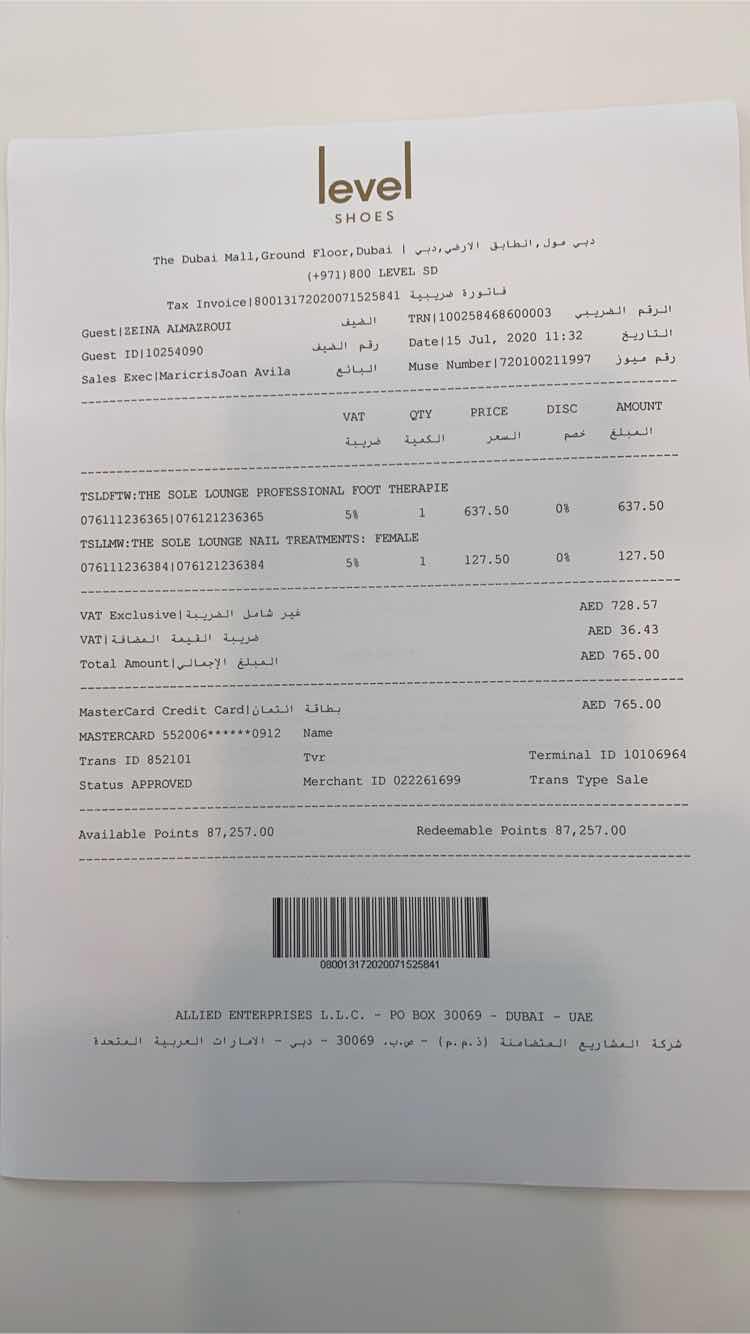 level
SHOES
The Dubai Mall,Ground Floor,Dubai | دبي مول,الطابق الارضي,دبي
(+971)800 LEVEL SD
Tax Invoice|80013172020071525841 فاتورة ضريبية
Guest|ZEINA ALMAZROUI الضيف TRN|100258468600003 الرقم الضريبي
Guest ID|10254090 رقم الضيف Date|15 Jul, 2020 11:32 التاريخ
Sales Exec|MaricrisJoan Avila البائع Muse Number|720100211997 رقم ميوز
VAT QTY PRICE DISC AMOUNT
ضريبة الكمية السعر خصم المبلغ
TSLDFTW:THE SOLE LOUNGE PROFESSIONAL FOOT THERAPIE
076111236365|076121236365 5% 1 637.50 0% 637.50
TSLLMW:THE SOLE LOUNGE NAIL TREATMENTS: FEMALE
076111236384|076121236384 5% 1 127.50 0% 127.50
VAT Exclusive|غير شامل الضريبة AED 728.57
VAT|ضريبة القيمة المضافة AED 36.43
Total Amount|المبلغ الإجمالي AED 765.00
MasterCard Credit Card|بطاقة ائتمان AED 765.00
MASTERCARD 552006******0912 Name
Trans ID 852101 Tvr Terminal ID 10106964
Status APPROVED Merchant ID 022261699 Trans Type Sale
Available Points 87,257.00 Redeemable Points 87,257.00
080013172020071525841
ALLIED ENTERPRISES L.L.C. - PO BOX 30069 - DUBAI - UAE
شركة المشاريع المتضامنة (ذ.م.م) - ص.ب. 30069 - دبي - الامارات العربية المتحدة